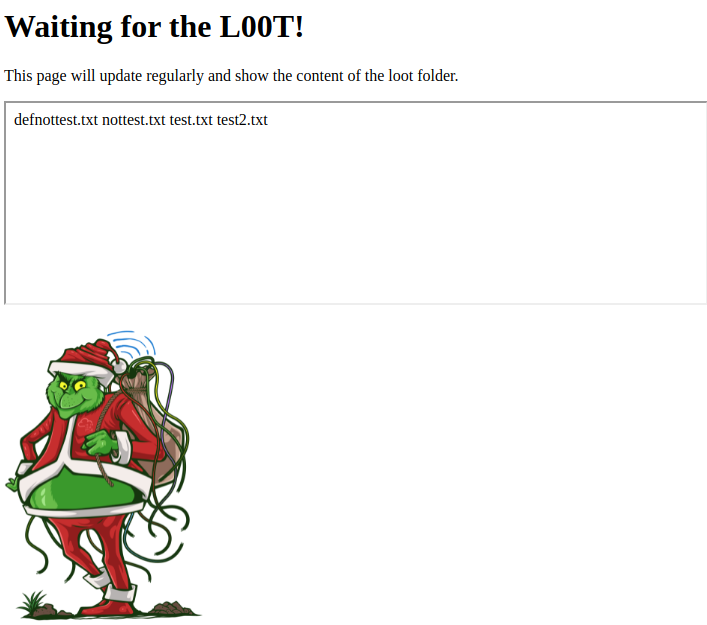 Waiting for the L00T!
This page will update regularly and show the content of the loot folder.
defnottest.txt nottest.txt test.txt test2.txt